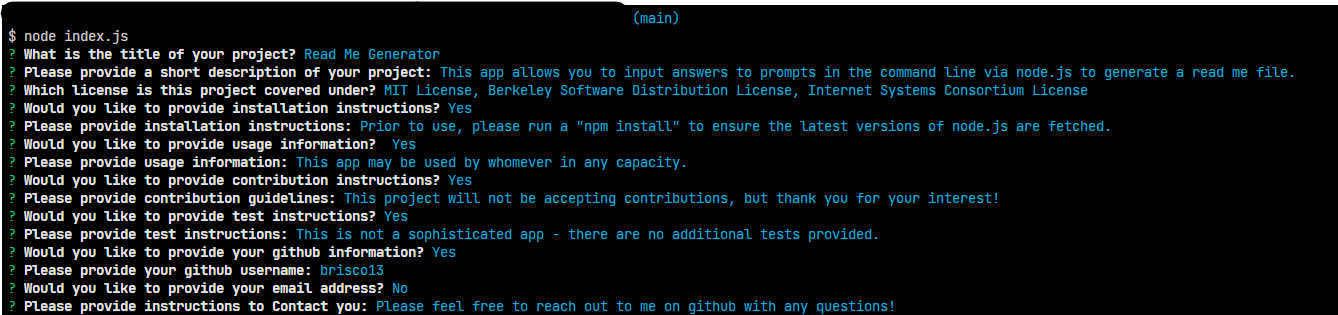 (main)
$ node index.js
? What is the title of your project? Read Me Generator
? Please provide a short description of your project: This app allows you to input answers to prompts in the command line via node.js to generate a read me file.
? Which license is this project covered under? MIT License, Berkeley Software Distribution License, Internet Systems Consortium License
? Would you like to provide installation instructions? Yes
? Please provide installation instructions: Prior to use, please run a "npm install" to ensure the latest versions of node.js are fetched.
? Would you like to provide usage information?  Yes
? Please provide usage information: This app may be used by whomever in any capacity.
? Would you like to provide contribution instructions? Yes
? Please provide contribution guidelines: This project will not be accepting contributions, but thank you for your interest!
? Would you like to provide test instructions? Yes
? Please provide test instructions: This is not a sophisticated app - there are no additional tests provided.
? Would you like to provide your github information? Yes
? Please provide your github username: brisco13
? Would you like to provide your email address? No
? Please provide instructions to Contact you: Please feel free to reach out to me on github with any questions!